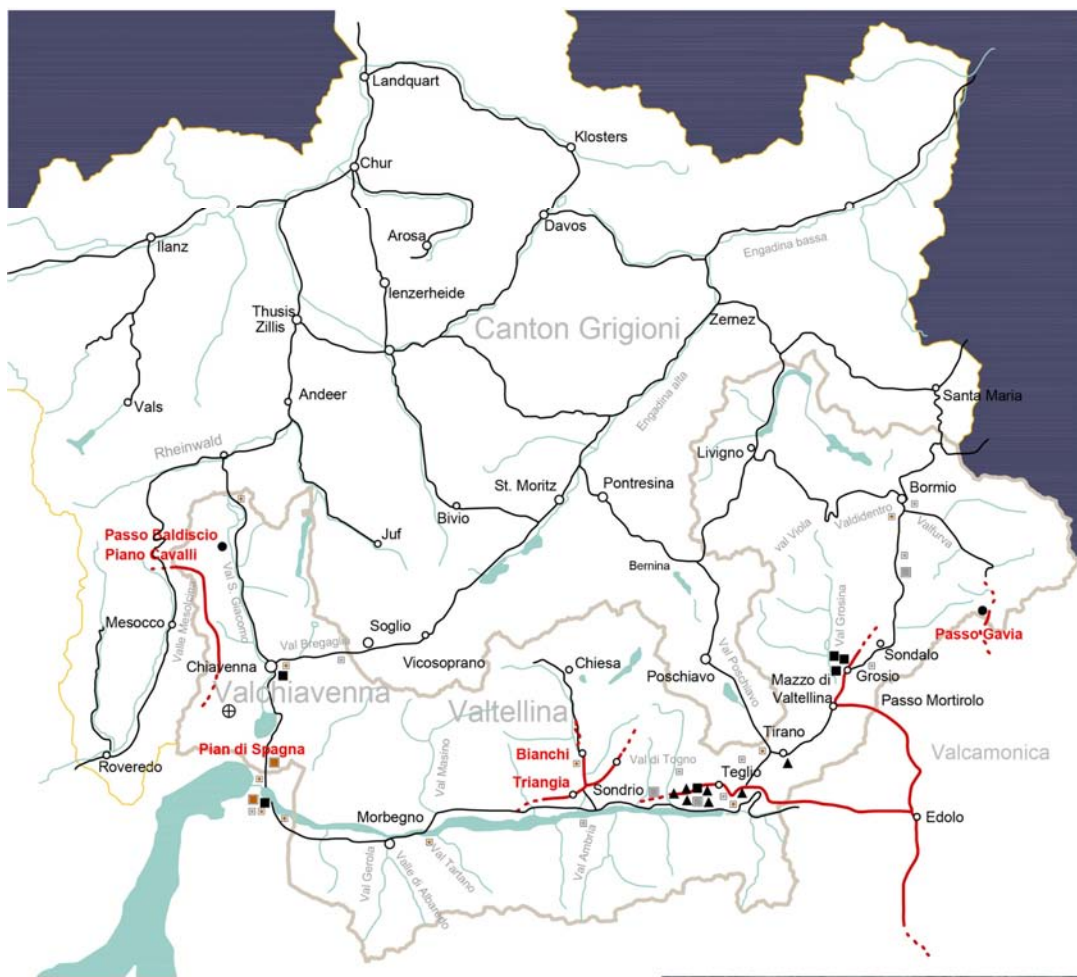 Landquart
Klosters
Chur
Davos
Arosa
Ilanz
Engadina bassa
lenzerheide
Thusis
Zillis
Canton Grigioni
Zernez
Andeer
Engadina alta
Santa Maria
Vals
Rheinwald
Livigno
St. Moritz
Pontresina
Bormio
Bivio
val Viola
Valdidentro
Valfurva
Passo Baldiscio
Piano Cavalli
Juf
Bernina
Val S. Giacomo
Valle Mesolcina
Mesocco
Soglio
Val Bregaglia
Val Grosina
Passo Gavia
Sondalo
Vicosoprano
Chiavenna
Chiesa
Poschiavo
Val Poschiavo
Grosio
Mazzo di
Valtellina
Passo Mortirolo
Valchiavenna
Valtellina
Tirano
Pian di Spagna
Bianchi
Val di Togno
Valcamonica
Roveredo
Val Masino
Triangia
Sondrio
Teglio
Morbegno
Edolo
Val Gerola
Valle di Albaredo
Val Tartano
Val Ambria